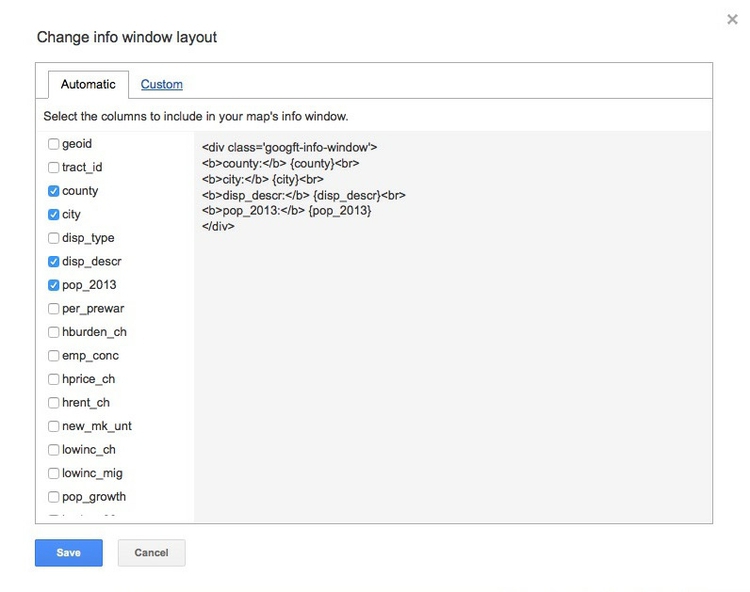 Change info window layout
Automatic
Custom
Select the columns to include in your map's info window.
geoid
tract_id
county
city
disp_type
disp_descr
pop_2013
per_prewar
hburden_ch
emp_conc
hprice_ch
hrent_ch
new_mk_unt
lowinc_ch
lowinc_mig
pop_growth
<div class='googft-info-window'>
<b>county:</b> {county}<br>
<b>city:</b> {city}<br>
<b>disp_descr:</b> {disp_descr}<br>
<b>pop_2013:</b> {pop_2013}
</div>
Save
Cancel